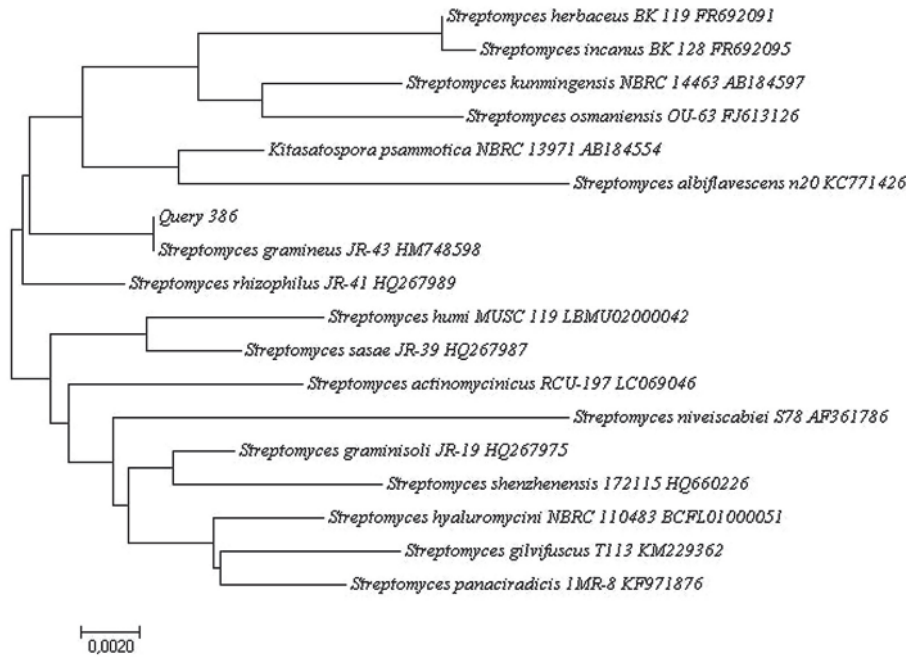 Streptomyces herbaceus BK 119 FR692091
Streptomyces incanus BK 128 FR692095
Streptomyces kunmingensis NBRC 14463 AB184597
Streptomyces osmaniensis OU-63 FJ613126
Kitasatospora psammotica NBRC 13971 AB184554
Streptomyces albiflavescens n20 KC771426
Query 386
Streptomyces gramineus JR-43 HM748598
Streptomyces rhizophilus JR-41 HQ267989
Streptomyces humi MUSC 119 LBMU02000042
Streptomyces sasae JR-39 HQ267987
Streptomyces actinomycinicus RCU-197 LC069046
Streptomyces niveiscabiei S78 AF361786
Streptomyces graminisoli JR-19 HQ267975
Streptomyces shenzhenensis 172115 HQ660226
Streptomyces hyaluromycini NBRC 110483 BCFL01000051
Streptomyces gilvifuscus T113 KM229362
Streptomyces panaciradicis 1MR-8 KF971876
0,0020